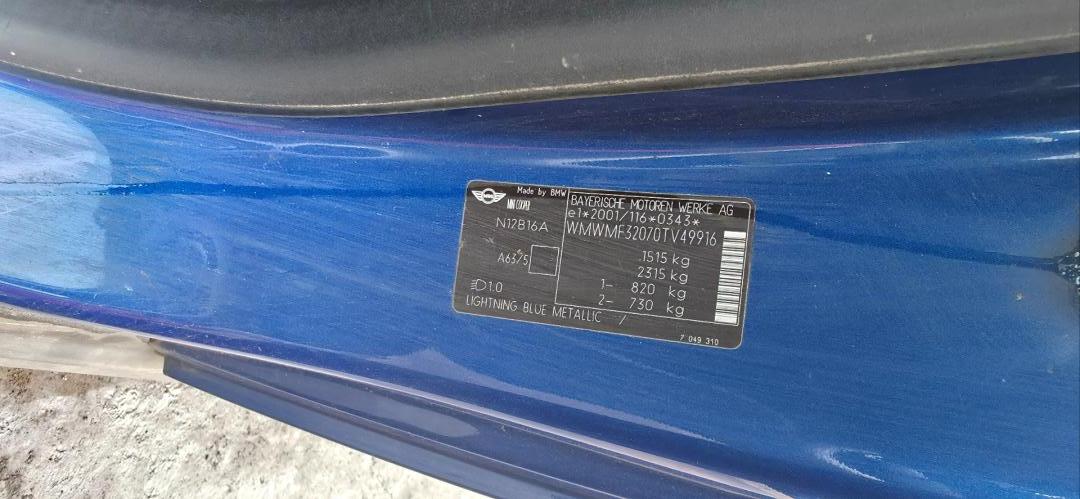 Made by BMW
MINI COOPER
N12B16A
A63/5
1.0
LIGHTNING BLUE METALLIC /
BAYERISCHE MOTOREN WERKE AG
e1*2001/116*0343*
WMWMF32070TV49916
1515 kg
2315 kg
1- 820 kg
2- 730 kg
7 049 310